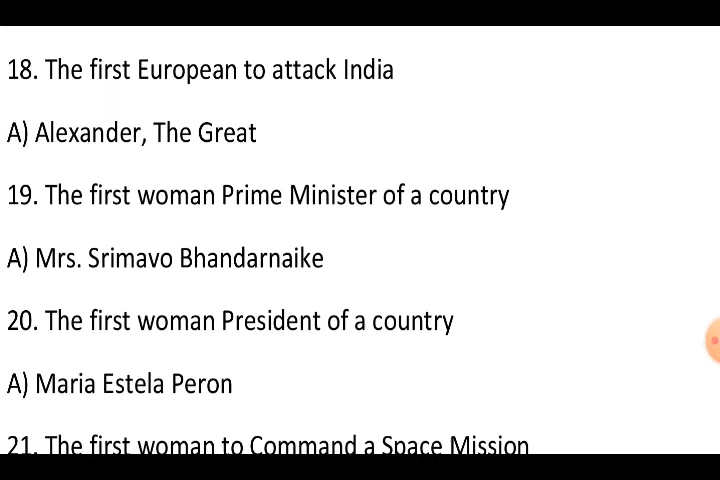 18. The first European to attack India
A) Alexander, The Great
19. The first woman Prime Minister of a country
A) Mrs. Srimavo Bhandarnaike
20. The first woman President of a country
A) Maria Estela Peron
21. The first woman to Command a Space Mission